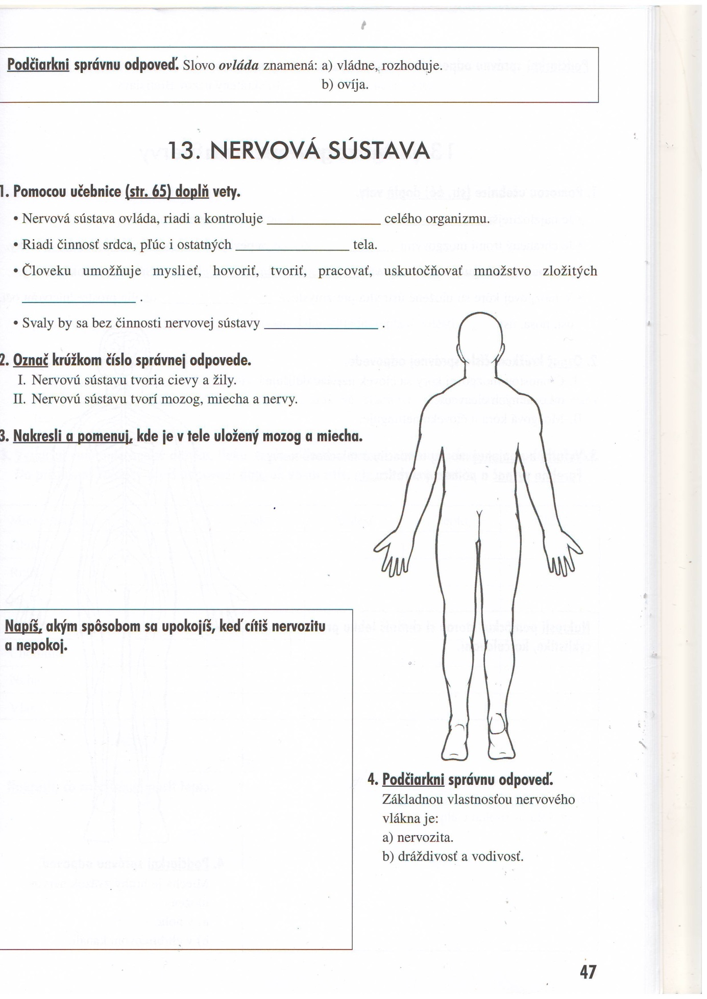 Podčiarkni správnu odpoveď. Slovo ovláda znamená: a) vládne, rozhoduje.
b) ovíja.
13. NERVOVÁ SÚSTAVA
1. Pomocou učebnice (str. 65) doplň vety.
• Nervová sústava ovláda, riadi a kontroluje ________________ celého organizmu.
• Riadi činnosť srdca, pľúc i ostatných ________________ tela.
• Človeku umožňuje myslieť, hovoriť, tvoriť, pracovať, uskutočňovať množstvo zložitých
________________ .
• Svaly by sa bez činnosti nervovej sústavy ________________ .
2. Označ krúžkom číslo správnej odpovede.
I. Nervovú sústavu tvoria cievy a žily.
II. Nervovú sústavu tvorí mozog, miecha a nervy.
3. Nakresli a pomenuj, kde je v tele uložený mozog a miecha.
Napíš, akým spôsobom sa upokojíš, keď cítiš nervozitu
a nepokoj.
4. Podčiarkni správnu odpoveď.
Základnou vlastnosťou nervového
vlákna je:
a) nervozita.
b) dráždivosť a vodivosť.
47